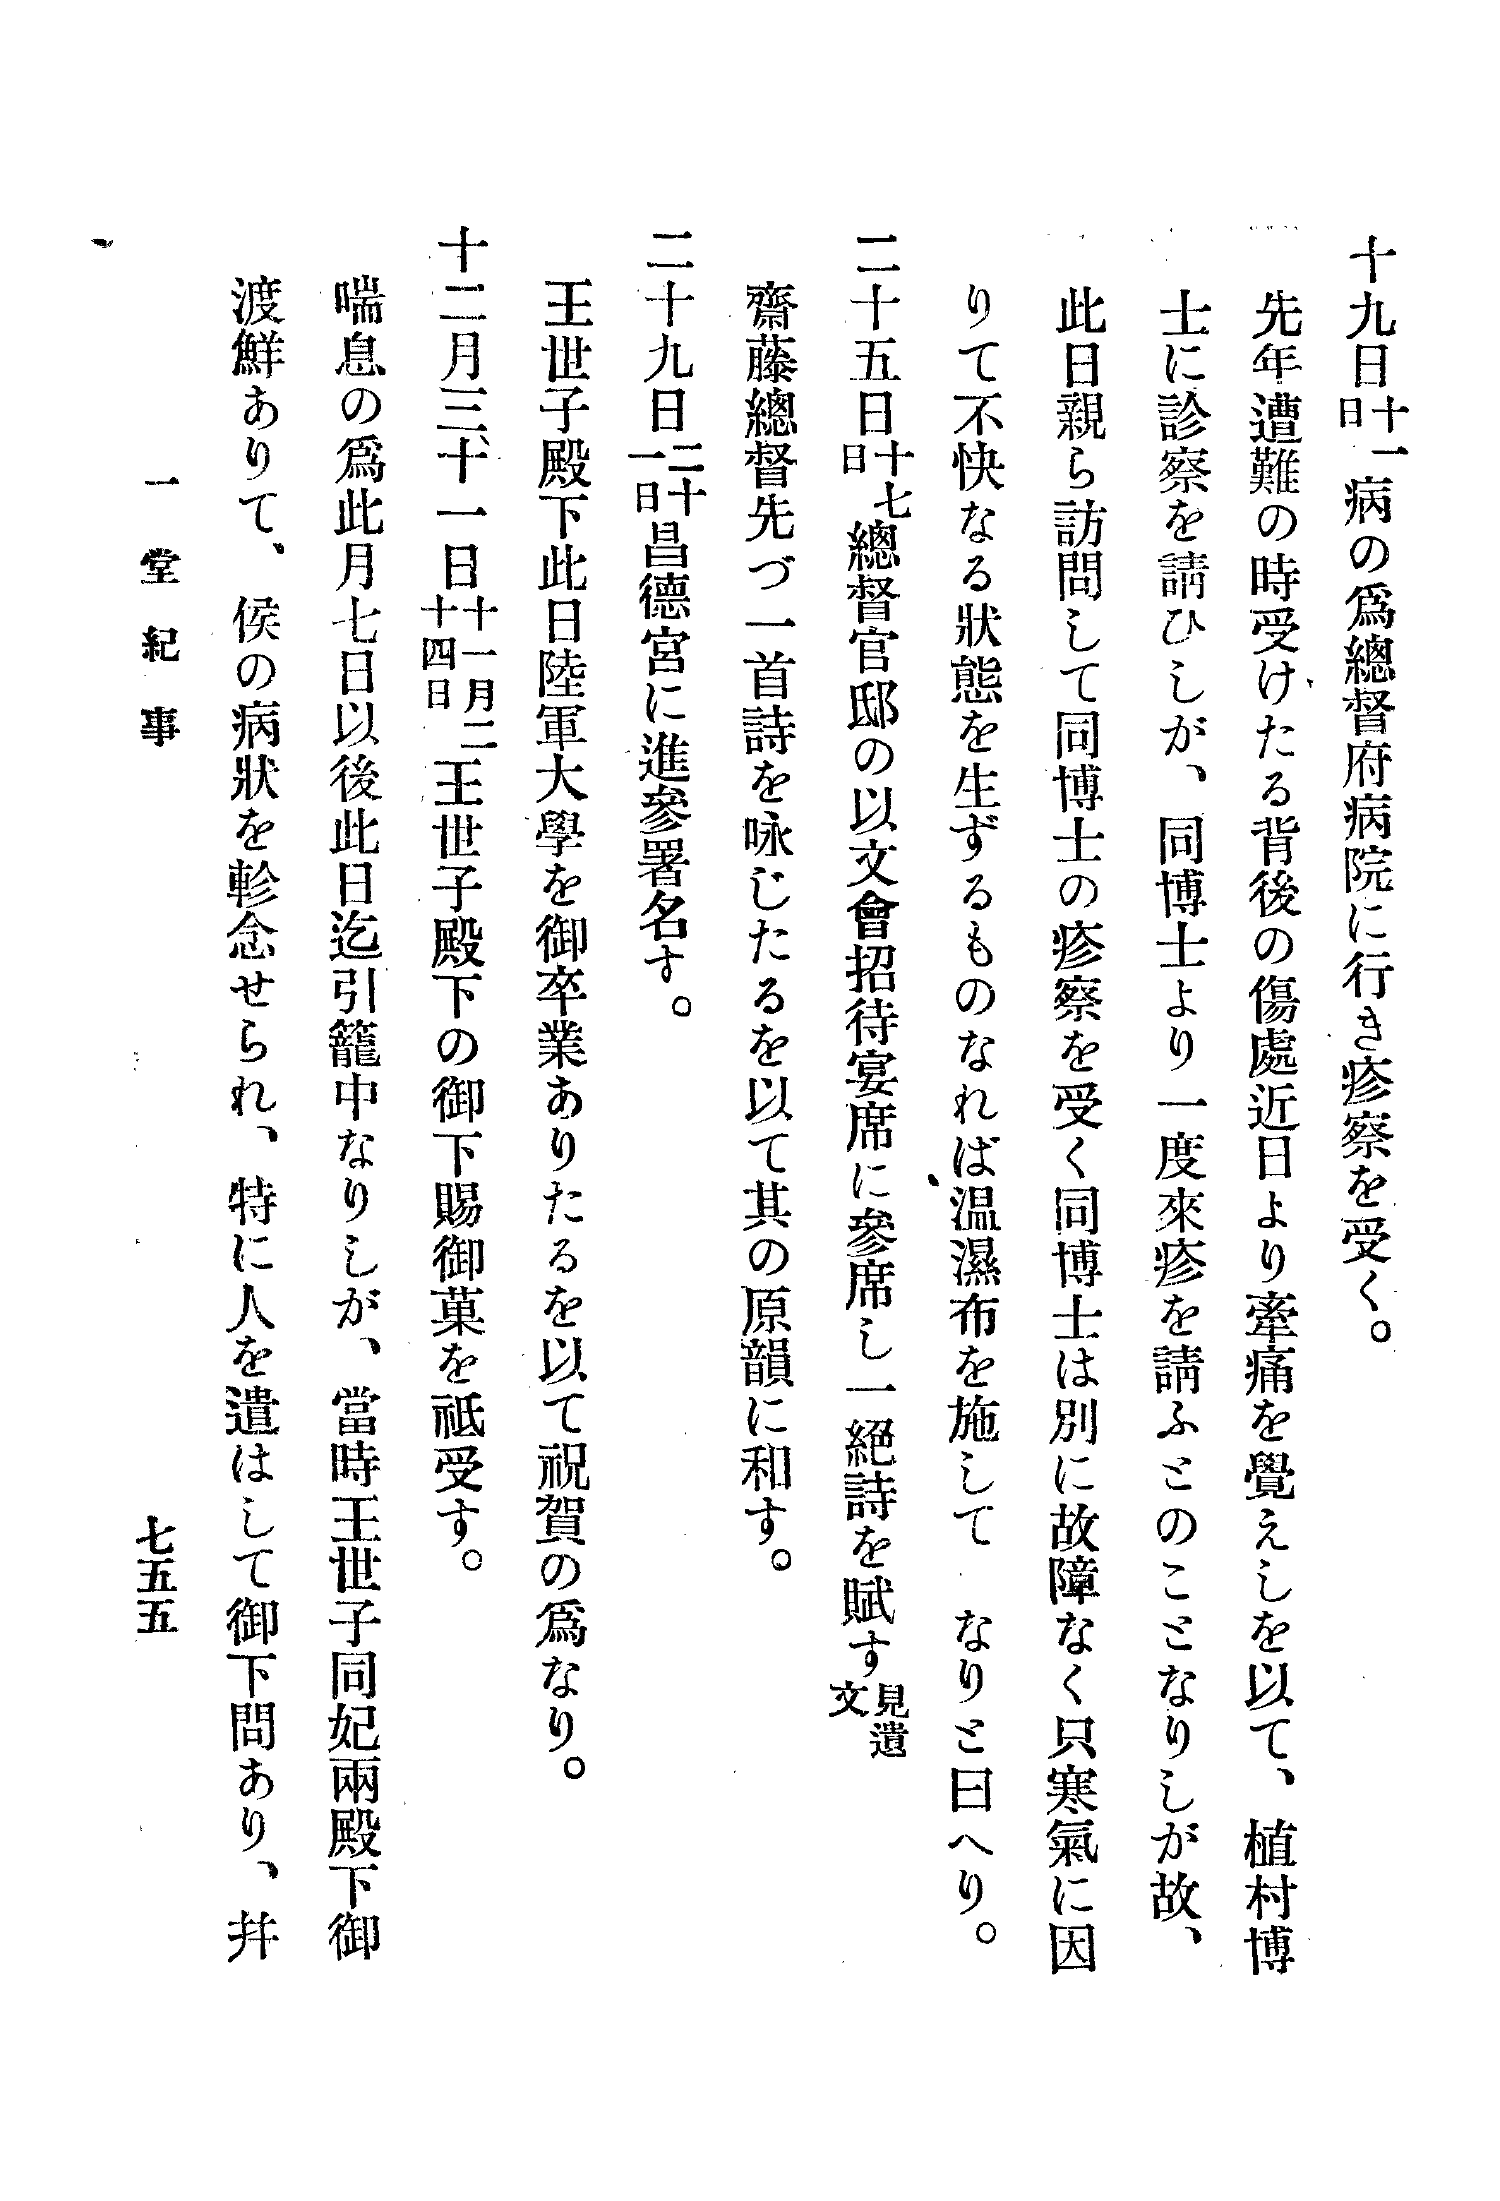 十九日十一日病の爲總督府病院に行き疹察を受く。
先年遭難の時受けたる背後の傷處近日より牽痛を覺えしを以て、植村博
士に診察を請ひしが、同博士より一度來疹を請ふとのことなりしが故、
此日親ら訪問して同博士の疹察を受く同博士は別に故障なく只寒氣に因
りて不快なる狀態を生ずるものなれば温濕布を施して なりと曰へり。
二十五日十七日總督官邸の以文會招待宴席に參席し一絕詩を賦す見遺文
齋藤總督先づ一首詩を咏じたるを以て其の原韻に和す。
二十九日二十一日昌德宮に進參署名す。
王世子殿下此日陸軍大學を御卒業ありたるを以て祝賀の爲なり。
十二月三十一日十一月二十四日王世子殿下の御下賜御菓を祗受す。
喘息の爲此月七日以後此日迄引籠中なりしが、當時王世子同妃兩殿下御
渡鮮ありて、侯の病狀を軫念せられ、特に人を遣はして御下問あり、幷
一堂紀事 七五五